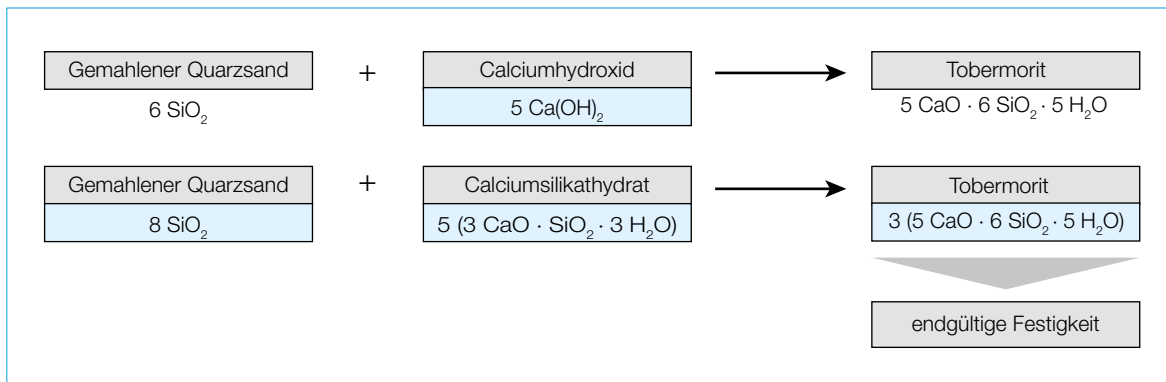 Gemahlener Quarzsand + Calciumhydroxid Tobermorit
6 SiO₂ 5 Ca(OH)₂ 5 CaO · 6 SiO₂ · 5 H₂O
Gemahlener Quarzsand + Calciumsilikathydrat Tobermorit
8 SiO₂ 5 (3 CaO · SiO₂ · 3 H₂O) 3 (5 CaO · 6 SiO₂ · 5 H₂O)
endgültige Festigkeit